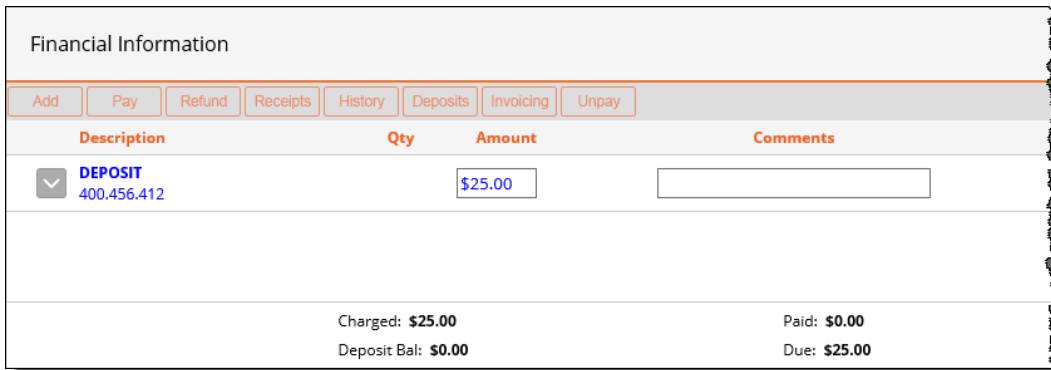 Financial Information
Add Pay Refund Receipts History Deposits Invoicing Unpay
Description Qty Amount Comments
DEPOSIT
400.456.412
$25.00
Charged: $25.00 Paid: $0.00
Deposit Bal: $0.00 Due: $25.00